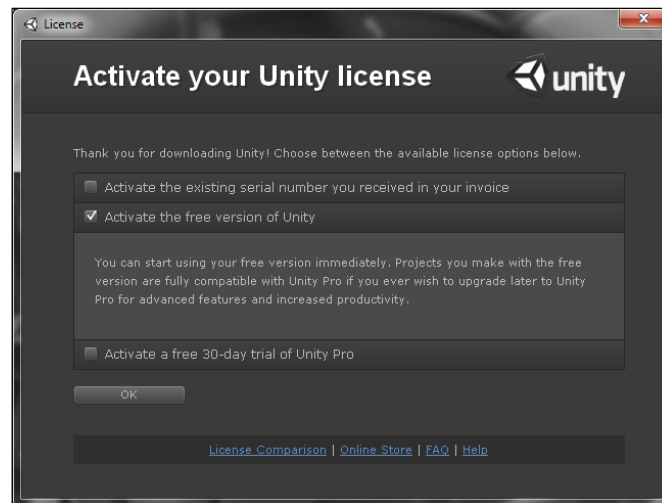 License
Activate your Unity license
unity
Thank you for downloading Unity! Choose between the available license options below.
Activate the existing serial number you received in your invoice
Activate the free version of Unity
You can start using your free version immediately. Projects you make with the free
version are fully compatible with Unity Pro if you ever wish to upgrade later to Unity
Pro for advanced features and increased productivity.
Activate a free 30-day trial of Unity Pro
OK
License Comparison | Online Store | FAQ | Help